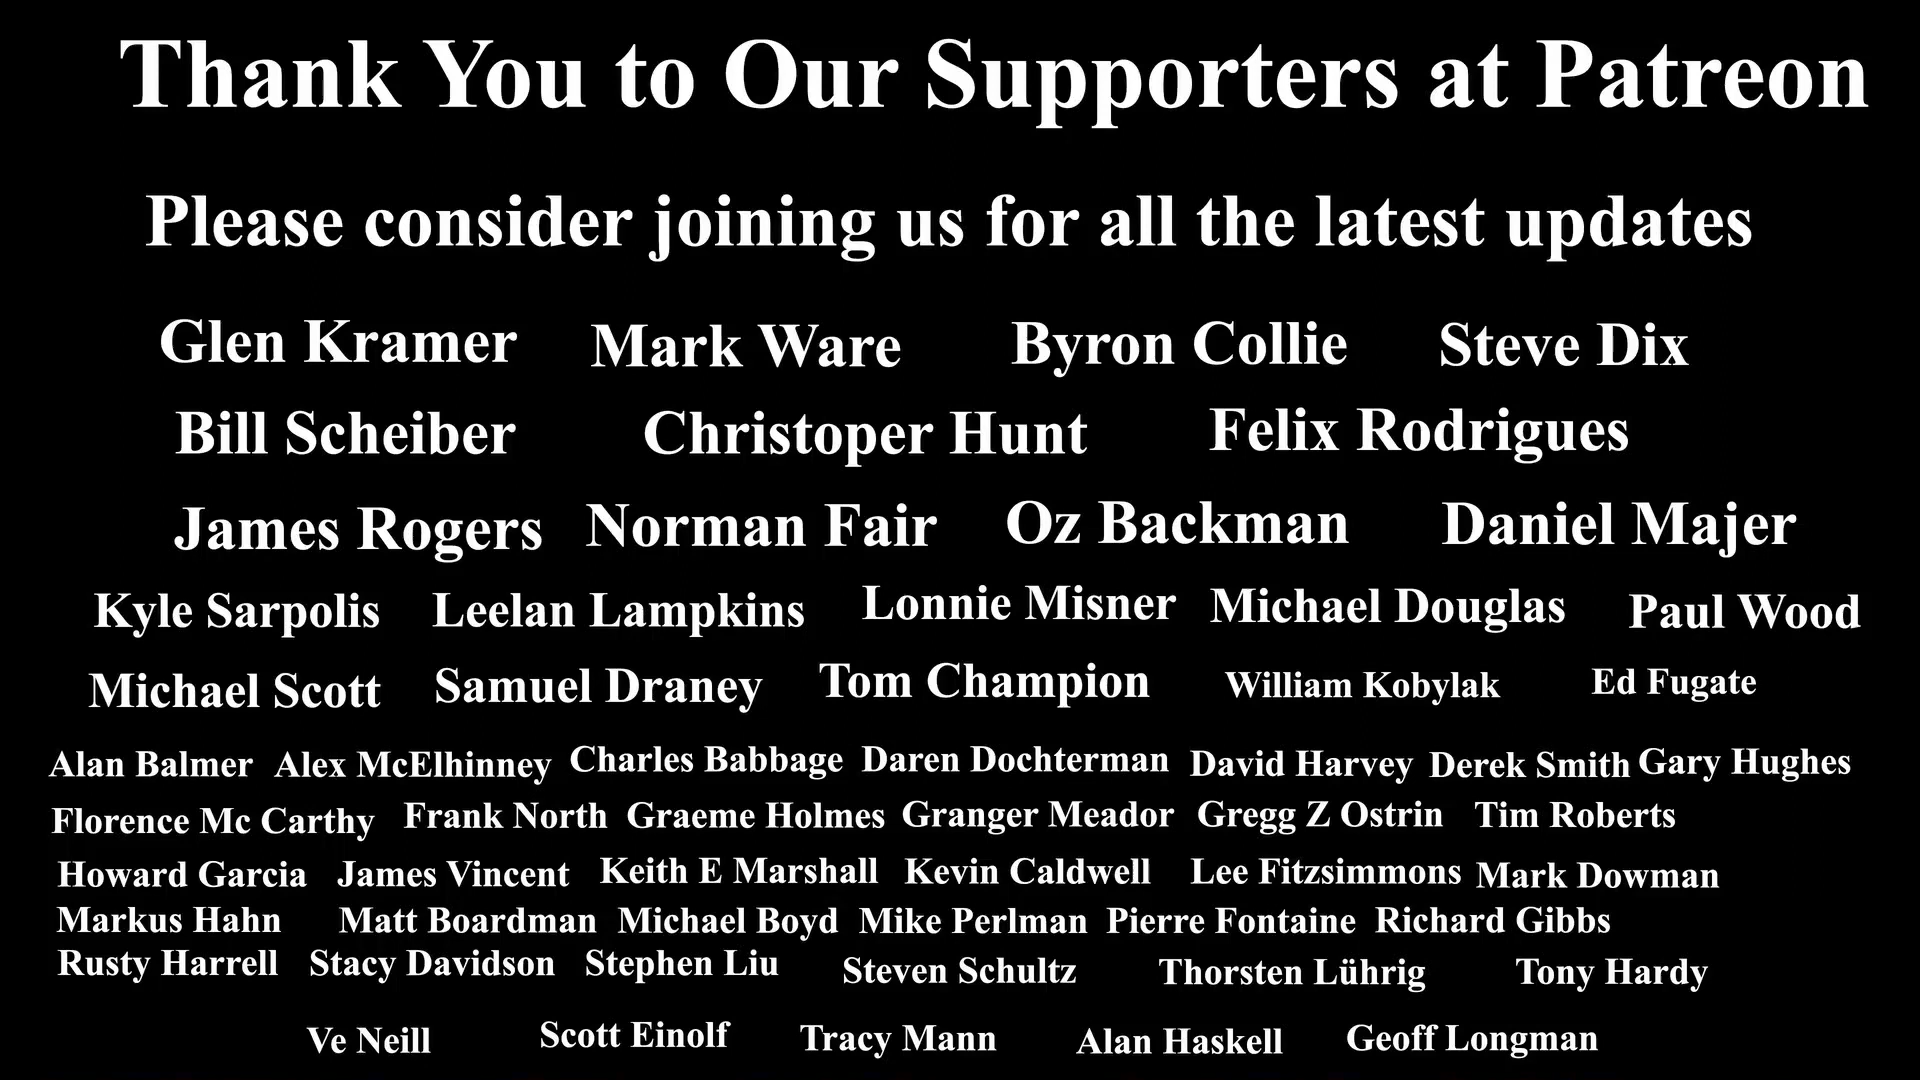 Thank You to Our Supporters at Patreon
Please consider joining us for all the latest updates
Glen Kramer Mark Ware Byron Collie Steve Dix
Bill Scheiber Christoper Hunt Felix Rodrigues
James Rogers Norman Fair Oz Backman Daniel Majer
Kyle Sarpolis Leelan Lampkins Lonnie Misner Michael Douglas Paul Wood
Michael Scott Samuel Draney Tom Champion William Kobylak Ed Fugate
Alan Balmer Alex McElhinney Charles Babbage Daren Dochterman David Harvey Derek Smith Gary Hughes
Florence Mc Carthy Frank North Graeme Holmes Granger Meador Gregg Z Ostrin Tim Roberts
Howard Garcia James Vincent Keith E Marshall Kevin Caldwell Lee Fitzsimmons Mark Dowman
Markus Hahn Matt Boardman Michael Boyd Mike Perlman Pierre Fontaine Richard Gibbs
Rusty Harrell Stacy Davidson Stephen Liu Steven Schultz Thorsten Lührig Tony Hardy
Ve Neill Scott Einolf Tracy Mann Alan Haskell Geoff Longman